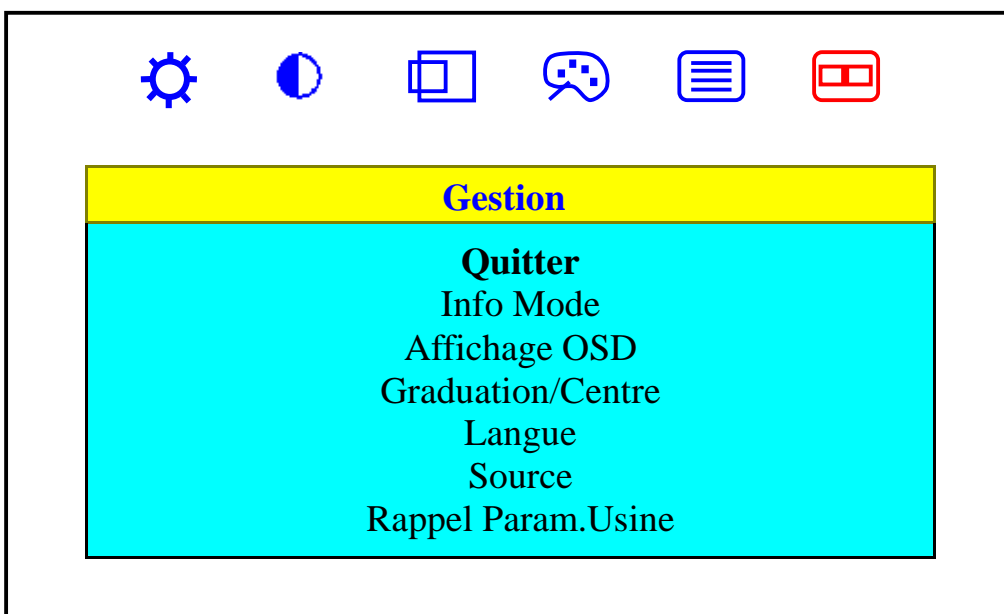 Gestion
Quitter
Info Mode
Affichage OSD
Graduation/Centre
Langue
Source
Rappel Param.Usine